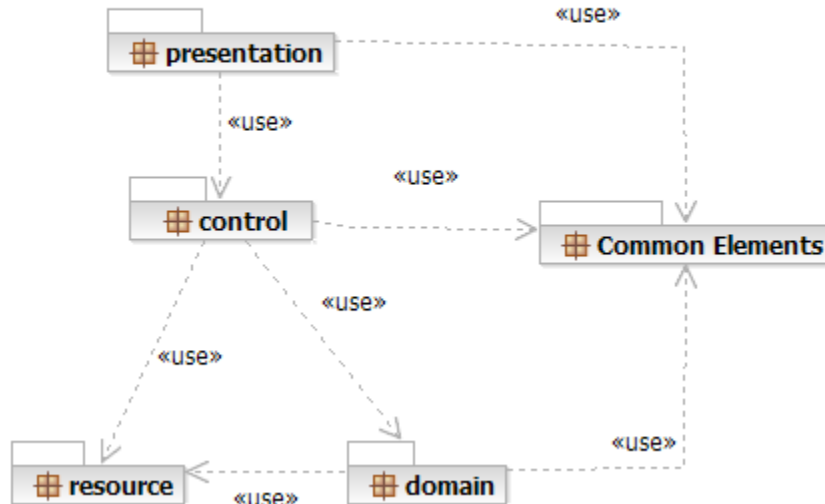 «use»
presentation
«use»
«use»
control
Common Elements
«use»
«use»
«use»
resource
domain
«use»